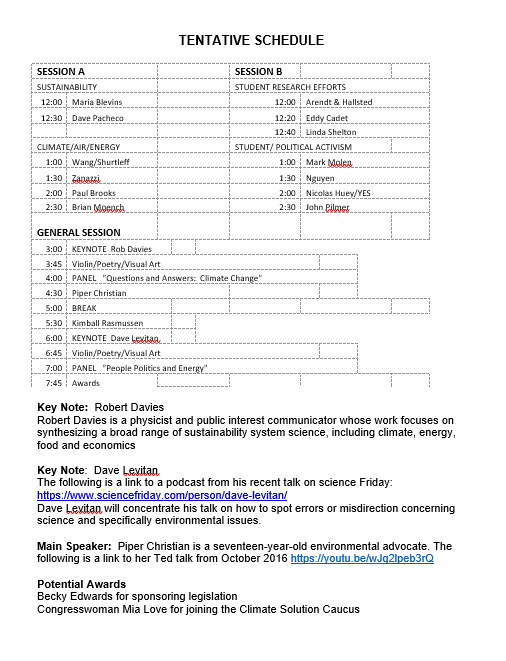 TENTATIVE SCHEDULE
SESSION A SESSION B
SUSTAINABILITY STUDENT RESEARCH EFFORTS
12:00 Maria Blevins 12:00 Arendt & Hallsted
12:30 Dave Pacheco 12:20 Eddy Cadet
12:40 Linda Shelton
CLIMATE/AIR/ENERGY STUDENT/ POLITICAL ACTIVISM
1:00 Wang/Shurtleff 1:00 Mark Molen
1:30 Zanazzi 1:30 Nguyen
2:00 Paul Brooks 2:00 Nicolas Huey/YES
2:30 Brian Moench 2:30 John Pilmer
GENERAL SESSION
3:00 KEYNOTE Rob Davies
3:45 Violin/Poetry/Visual Art
4:00 PANEL "Questions and Answers: Climate Change"
4:30 Piper Christian
5:00 BREAK
5:30 Kimball Rasmussen
6:00 KEYNOTE Dave Levitan
6:45 Violin/Poetry/Visual Art
7:00 PANEL "People Politics and Energy"
7:45 Awards
Key Note: Robert Davies
Robert Davies is a physicist and public interest communicator whose work focuses on
synthesizing a broad range of sustainability system science, including climate, energy,
food and economics
Key Note: Dave Levitan
The following is a link to a podcast from his recent talk on science Friday:
https://www.sciencefriday.com/person/dave-levitan/
Dave Levitan will concentrate his talk on how to spot errors or misdirection concerning
science and specifically environmental issues.
Main Speaker: Piper Christian is a seventeen-year-old environmental advocate. The
following is a link to her Ted talk from October 2016 https://youtu.be/wJq2Ipeb3rQ
Potential Awards
Becky Edwards for sponsoring legislation
Congresswoman Mia Love for joining the Climate Solution Caucus